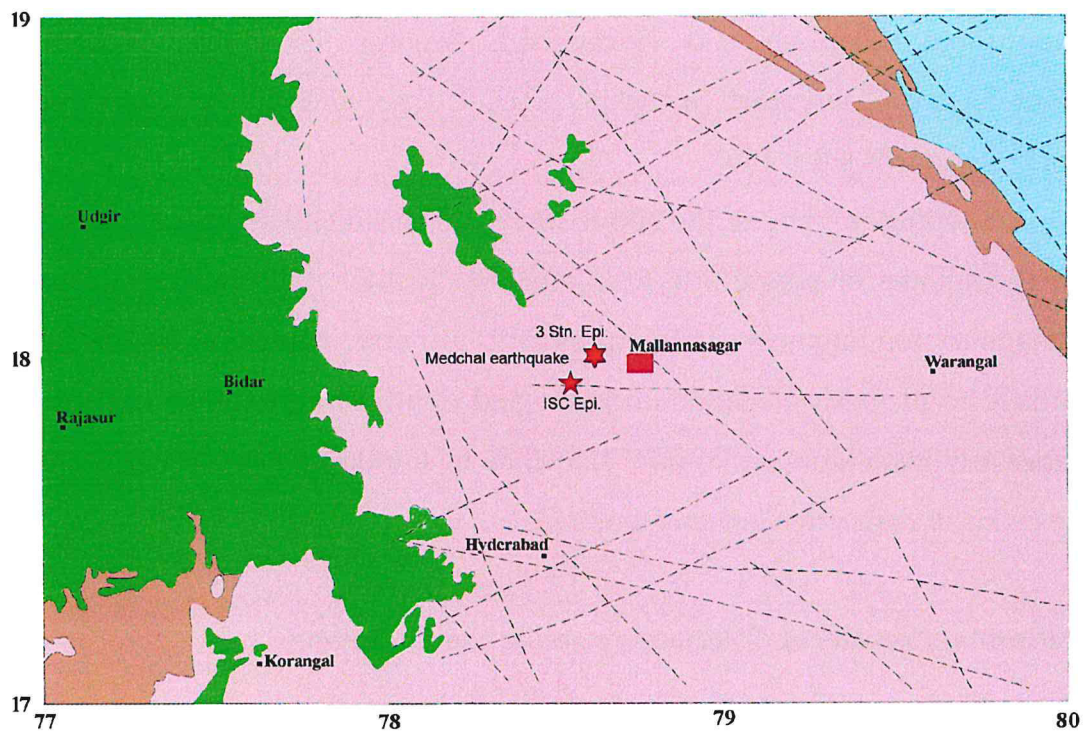 19
Udgir
3 Stn. Epi.
18
Medchal earthquake
Mallannasagar
Warangal
Bidar
ISC Epi.
Rajasur
Hyderabad
Korangal
17
77
78
79
80